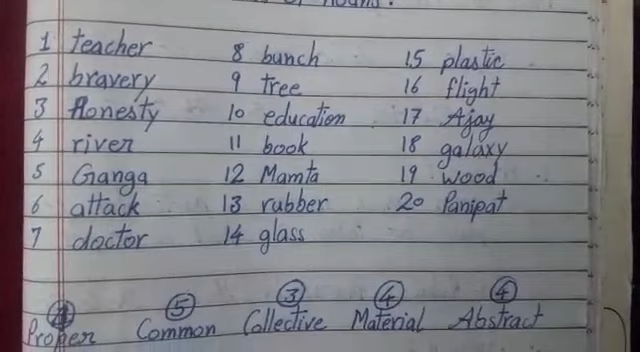 of nouns.
1 teacher 8 bunch 15 plastic
2 bravery 9 tree 16 flight
3 Honesty 10 education 17 Ajay
4 river 11 book 18 galaxy
5 Ganga 12 Mamta 19 wood
6 attack 13 rubber 20 Panipat
7 doctor 14 glass
4 5 3 4 4
Proper Common Collective Material Abstract